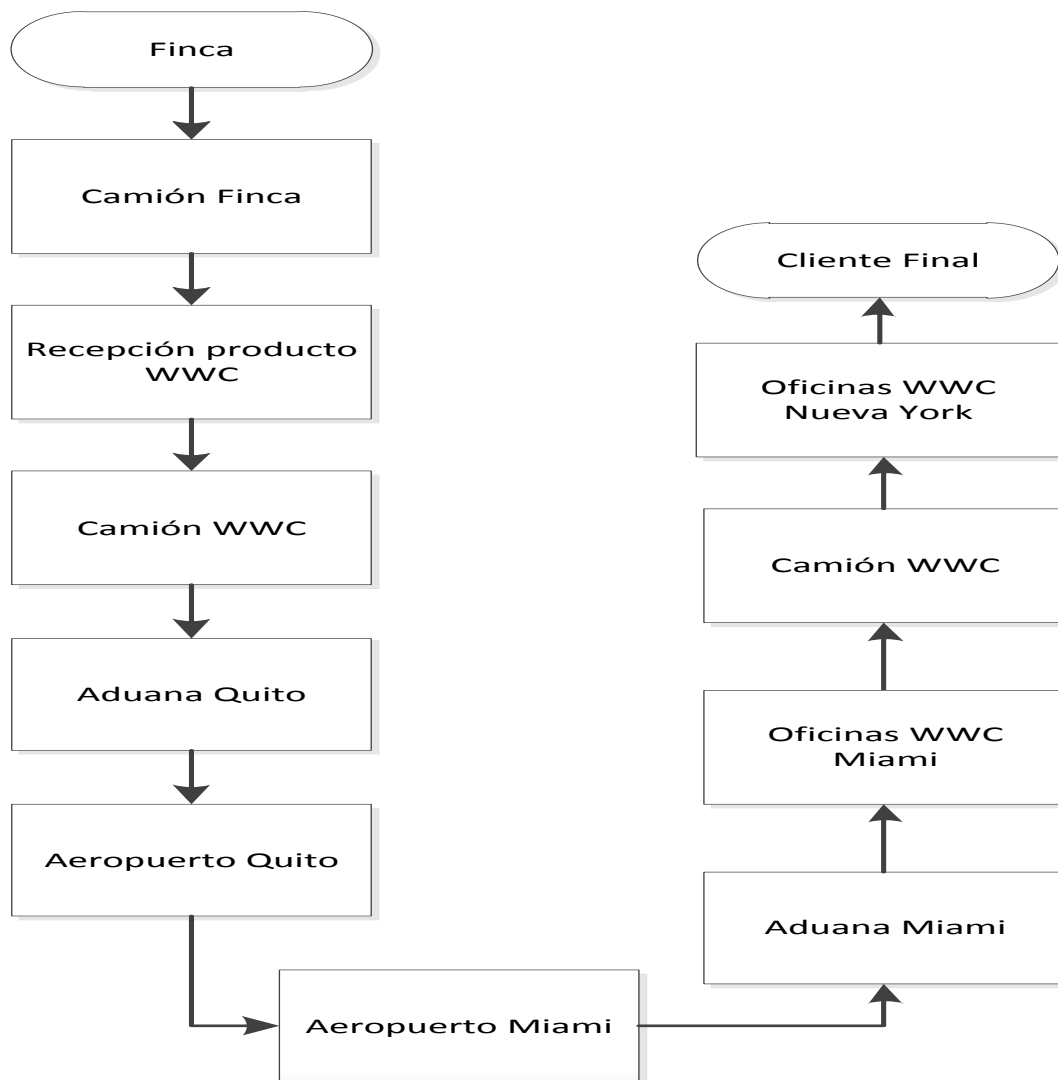 Finca
Camión Finca
Recepción producto
WWC
Camión WWC
Aduana Quito
Aeropuerto Quito
Aeropuerto Miami
Aduana Miami
Oficinas WWC
Miami
Camión WWC
Oficinas WWC
Nueva York
Cliente Final